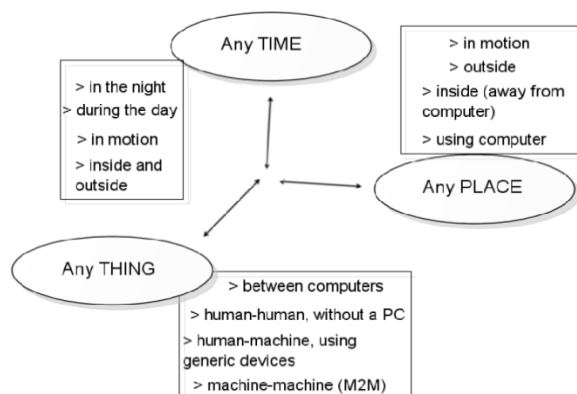 Any TIME
> in the night
> during the day
> in motion
> inside and
outside
> in motion
> outside
> inside (away from
computer)
> using computer
Any PLACE
Any THING
> between computers
> human-human, without a PC
> human-machine, using
generic devices
> machine-machine (M2M)